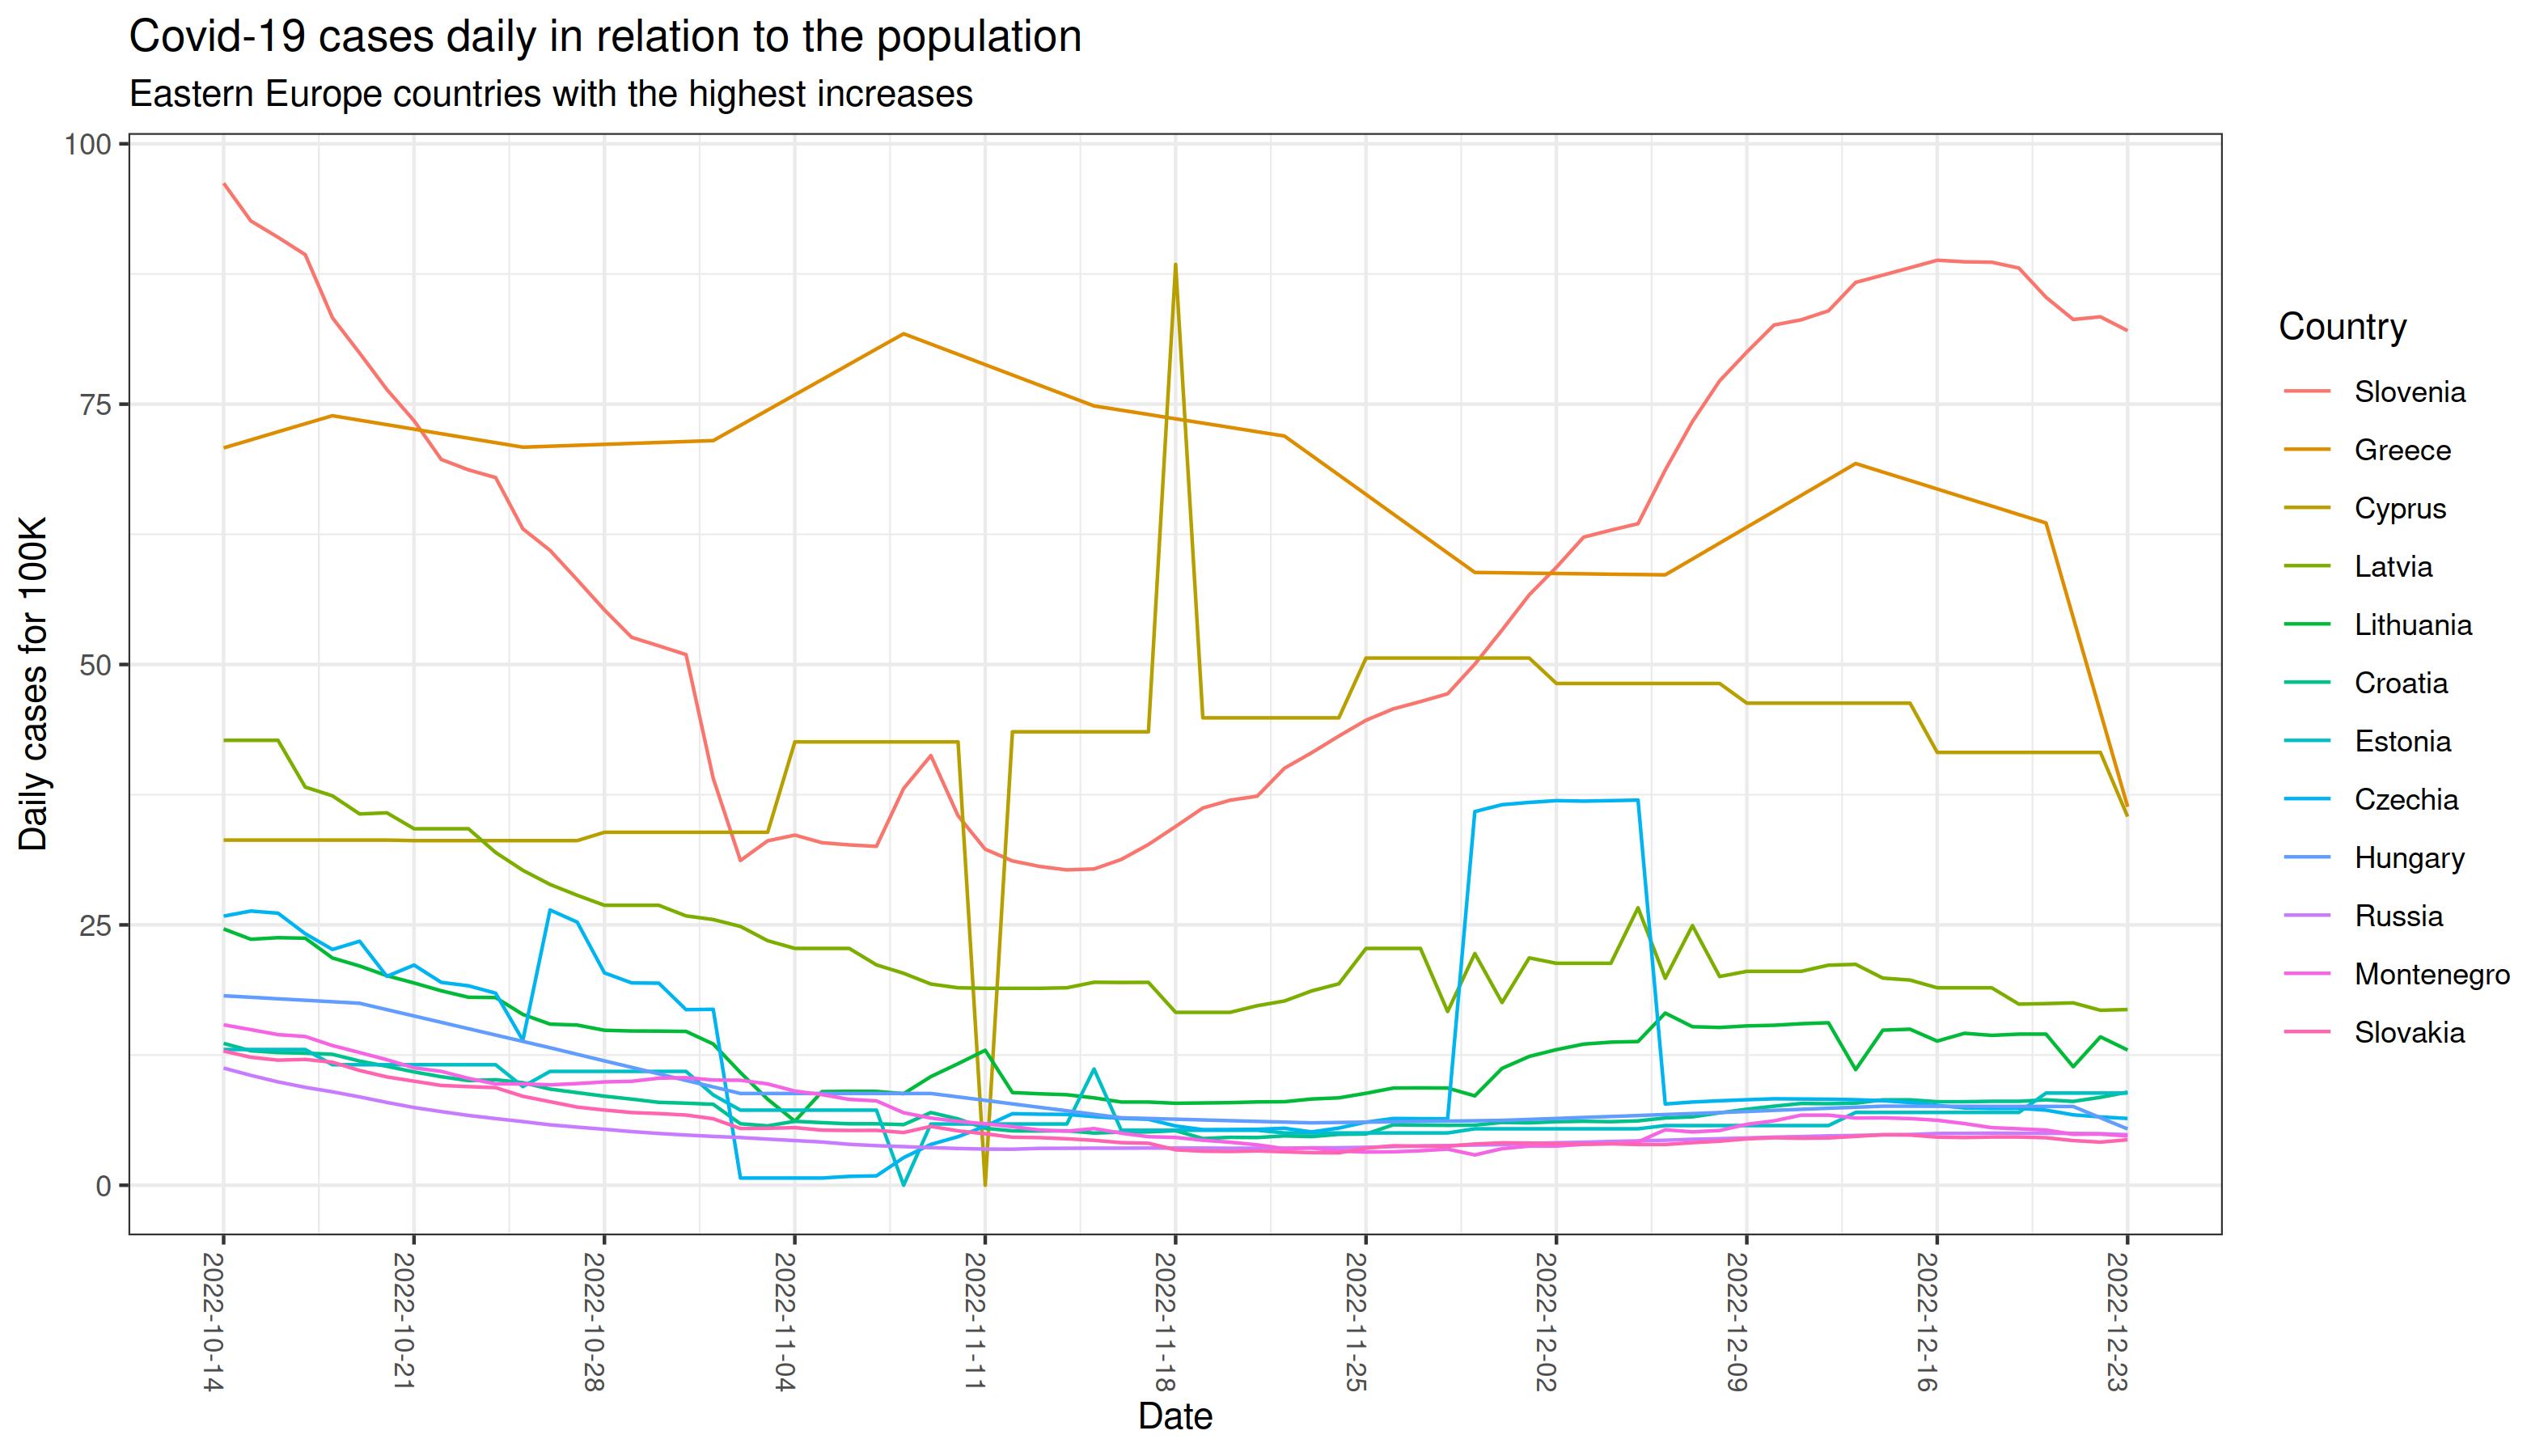 Covid-19 cases daily in relation to the population
Eastern Europe countries with the highest increases
Daily cases for 100K
100
75
50
25
0
2022-10-14
2022-10-21
2022-10-28
2022-11-04
2022-11-11
2022-11-18
2022-11-25
2022-12-02
2022-12-09
2022-12-16
2022-12-23
Date
Country
Slovenia
Greece
Cyprus
Latvia
Lithuania
Croatia
Estonia
Czechia
Hungary
Russia
Montenegro
Slovakia